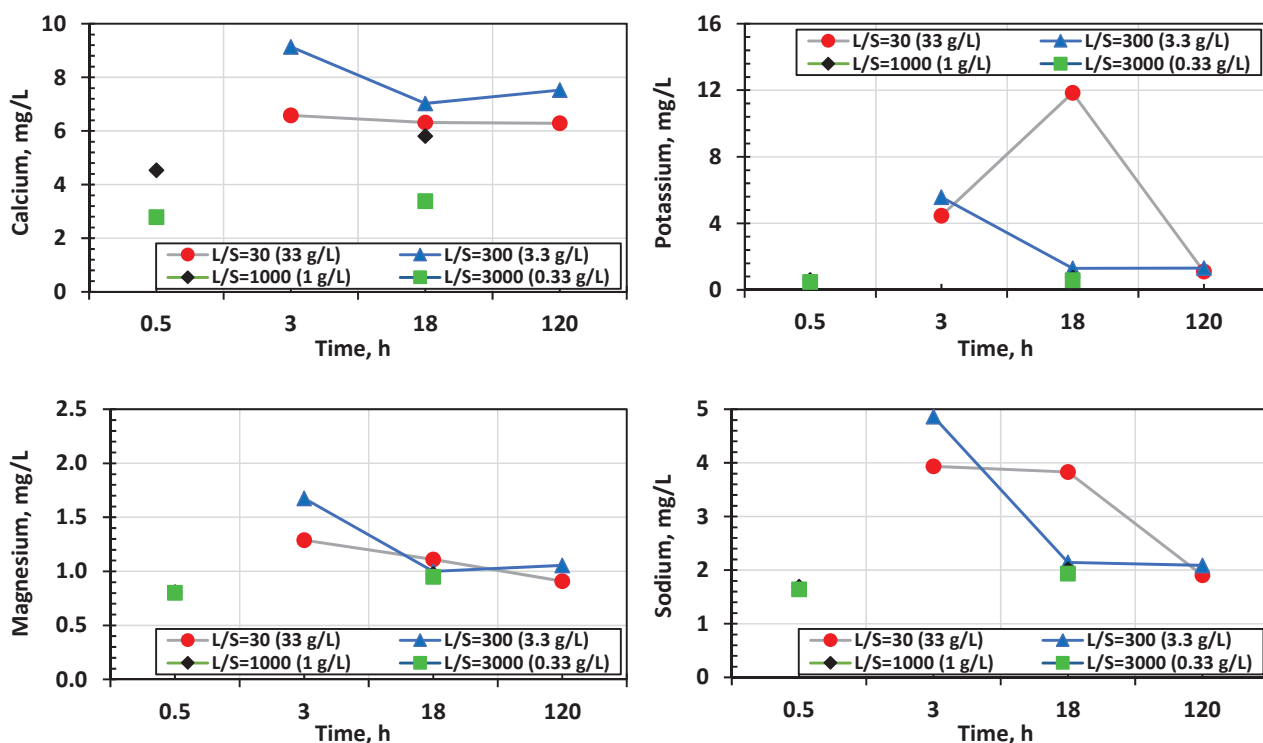 Calcium, mg/L
10
8
6
4
2
0
L/S=30 (33 g/L) L/S=300 (3.3 g/L)
L/S=1000 (1 g/L) L/S=3000 (0.33 g/L)
0.5 3 18 120
Time, h
Potassium, mg/L
16
12
8
4
0
L/S=30 (33 g/L) L/S=300 (3.3 g/L)
L/S=1000 (1 g/L) L/S=3000 (0.33 g/L)
0.5 3 18 120
Time, h
Magnesium, mg/L
2.5
2.0
1.5
1.0
0.5
0.0
L/S=30 (33 g/L) L/S=300 (3.3 g/L)
L/S=1000 (1 g/L) L/S=3000 (0.33 g/L)
0.5 3 18 120
Time, h
Sodium, mg/L
5
4
3
2
1
0
L/S=30 (33 g/L) L/S=300 (3.3 g/L)
L/S=1000 (1 g/L) L/S=3000 (0.33 g/L)
0.5 3 18 120
Time, h